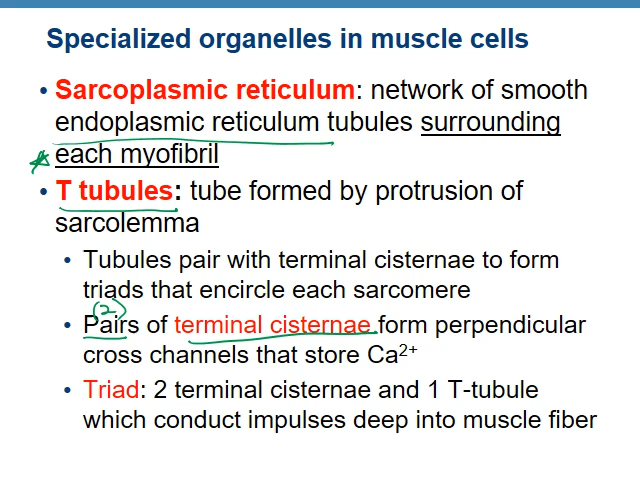 Specialized organelles in muscle cells
• Sarcoplasmic reticulum: network of smooth
endoplasmic reticulum tubules surrounding
each myofibril
• T tubules: tube formed by protrusion of
sarcolemma
• Tubules pair with terminal cisternae to form
triads that encircle each sarcomere
(2)
• Pairs of terminal cisternae form perpendicular
cross channels that store Ca²⁺
• Triad: 2 terminal cisternae and 1 T-tubule
which conduct impulses deep into muscle fiber